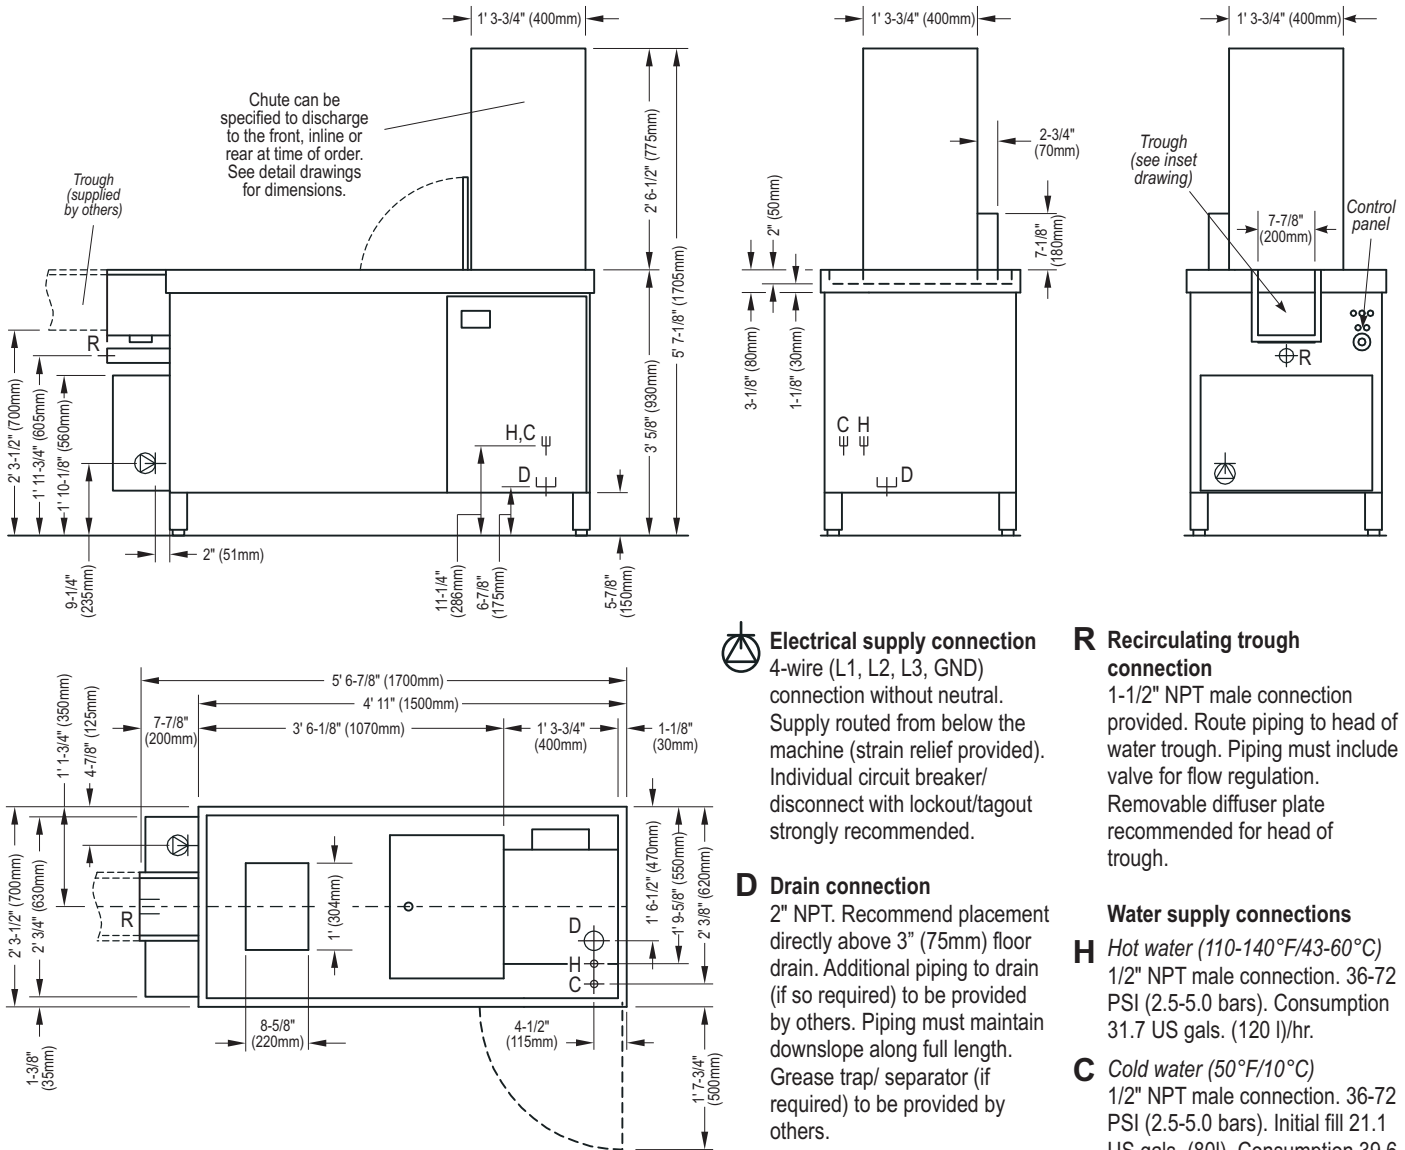 1' 3-3/4" (400mm)
1' 3-3/4" (400mm)
1' 3-3/4" (400mm)
Chute can be
specified to discharge
to the front, inline or
rear at time of order.
See detail drawings
for dimensions.
Trough
(supplied
by others)
2' 6-1/2" (775mm)
5' 7-1/8" (1705mm)
3' 5/8" (930mm)
R
H,C
D
2' 3-1/2" (700mm)
1' 11-3/4" (605mm)
1' 10-1/8" (560mm)
9-1/4"
(235mm)
2" (51mm)
11-1/4"
(286mm)
6-7/8"
(175mm)
5-7/8"
(150mm)
2-3/4"
(70mm)
2" (50mm)
7-1/8"
(180mm)
3-1/8" (80mm)
1-1/8" (30mm)
C H
D
Trough
(see inset
drawing)
7-7/8"
(200mm)
Control
panel
R
5' 6-7/8" (1700mm)
4' 11" (1500mm)
7-7/8"
(200mm)
3' 6-1/8" (1070mm)
1' 3-3/4"
(400mm)
1-1/8"
(30mm)
1' 1-3/4" (350mm)
4-7/8" (125mm)
2' 3-1/2" (700mm)
2' 3/4" (630mm)
R
1' (304mm)
D
H
C
1' 6-1/2" (470mm)
1' 9-5/8" (550mm)
2' 3/8" (620mm)
1-3/8"
(35mm)
8-5/8"
(220mm)
4-1/2"
(115mm)
1' 7-3/4"
(500mm)
Electrical supply connection
4-wire (L1, L2, L3, GND)
connection without neutral.
Supply routed from below the
machine (strain relief provided).
Individual circuit breaker/
disconnect with lockout/tagout
strongly recommended.
D Drain connection
2" NPT. Recommend placement
directly above 3” (75mm) floor
drain. Additional piping to drain
(if so required) to be provided
by others. Piping must maintain
downslope along full length.
Grease trap/ separator (if
required) to be provided by
others.
R Recirculating trough
connection
1-1/2" NPT male connection
provided. Route piping to head of
water trough. Piping must include
valve for flow regulation.
Removable diffuser plate
recommended for head of
trough.
Water supply connections
H Hot water (110-140°F/43-60°C)
1/2" NPT male connection. 36-72
PSI (2.5-5.0 bars). Consumption
31.7 US gals. (120 l)/hr.
C Cold water (50°F/10°C)
1/2" NPT male connection. 36-72
PSI (2.5-5.0 bars). Initial fill 21.1
US gals. (80l). Consumption 39.6